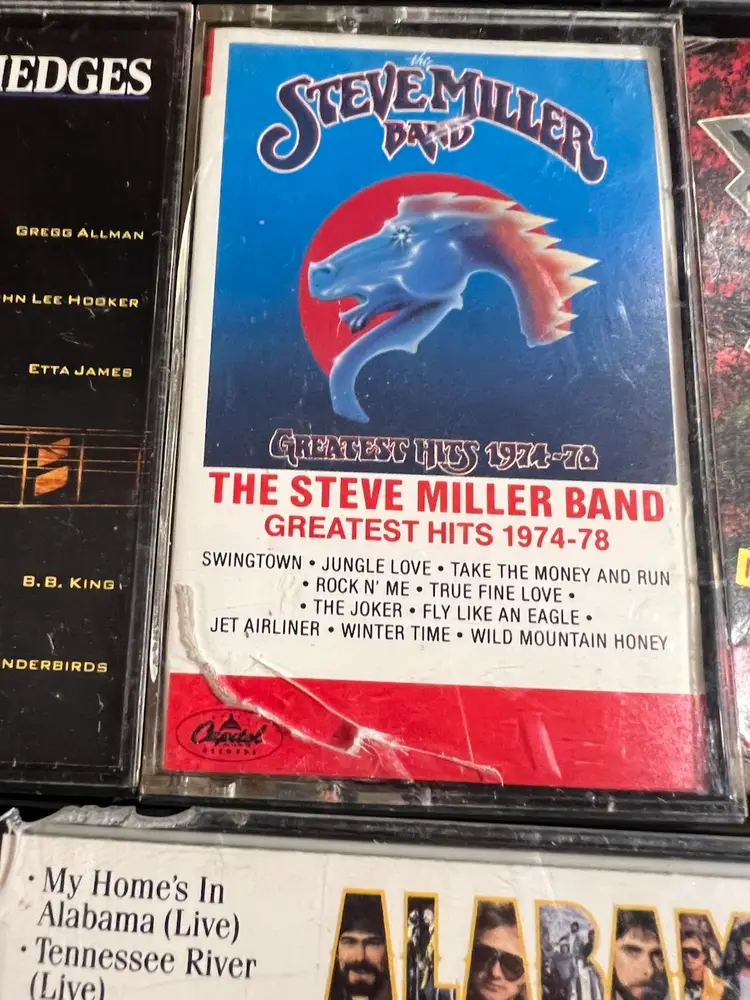 HEDGES
GREGG ALLMAN
HN LEE HOOKER
ETTA JAMES
B.B. KING
NDERBIRDS
the
STEVE MILLER
BAND
GREATEST HITS 1974-78
THE STEVE MILLER BAND
GREATEST HITS 1974-78
SWINGTOWN • JUNGLE LOVE • TAKE THE MONEY AND RUN
• ROCK N' ME • TRUE FINE LOVE •
• THE JOKER • FLY LIKE AN EAGLE •
JET AIRLINER • WINTER TIME • WILD MOUNTAIN HONEY
Capitol
RECORDS
• My Home's In
Alabama (Live)
• Tennessee River
(Live)
ALABAM